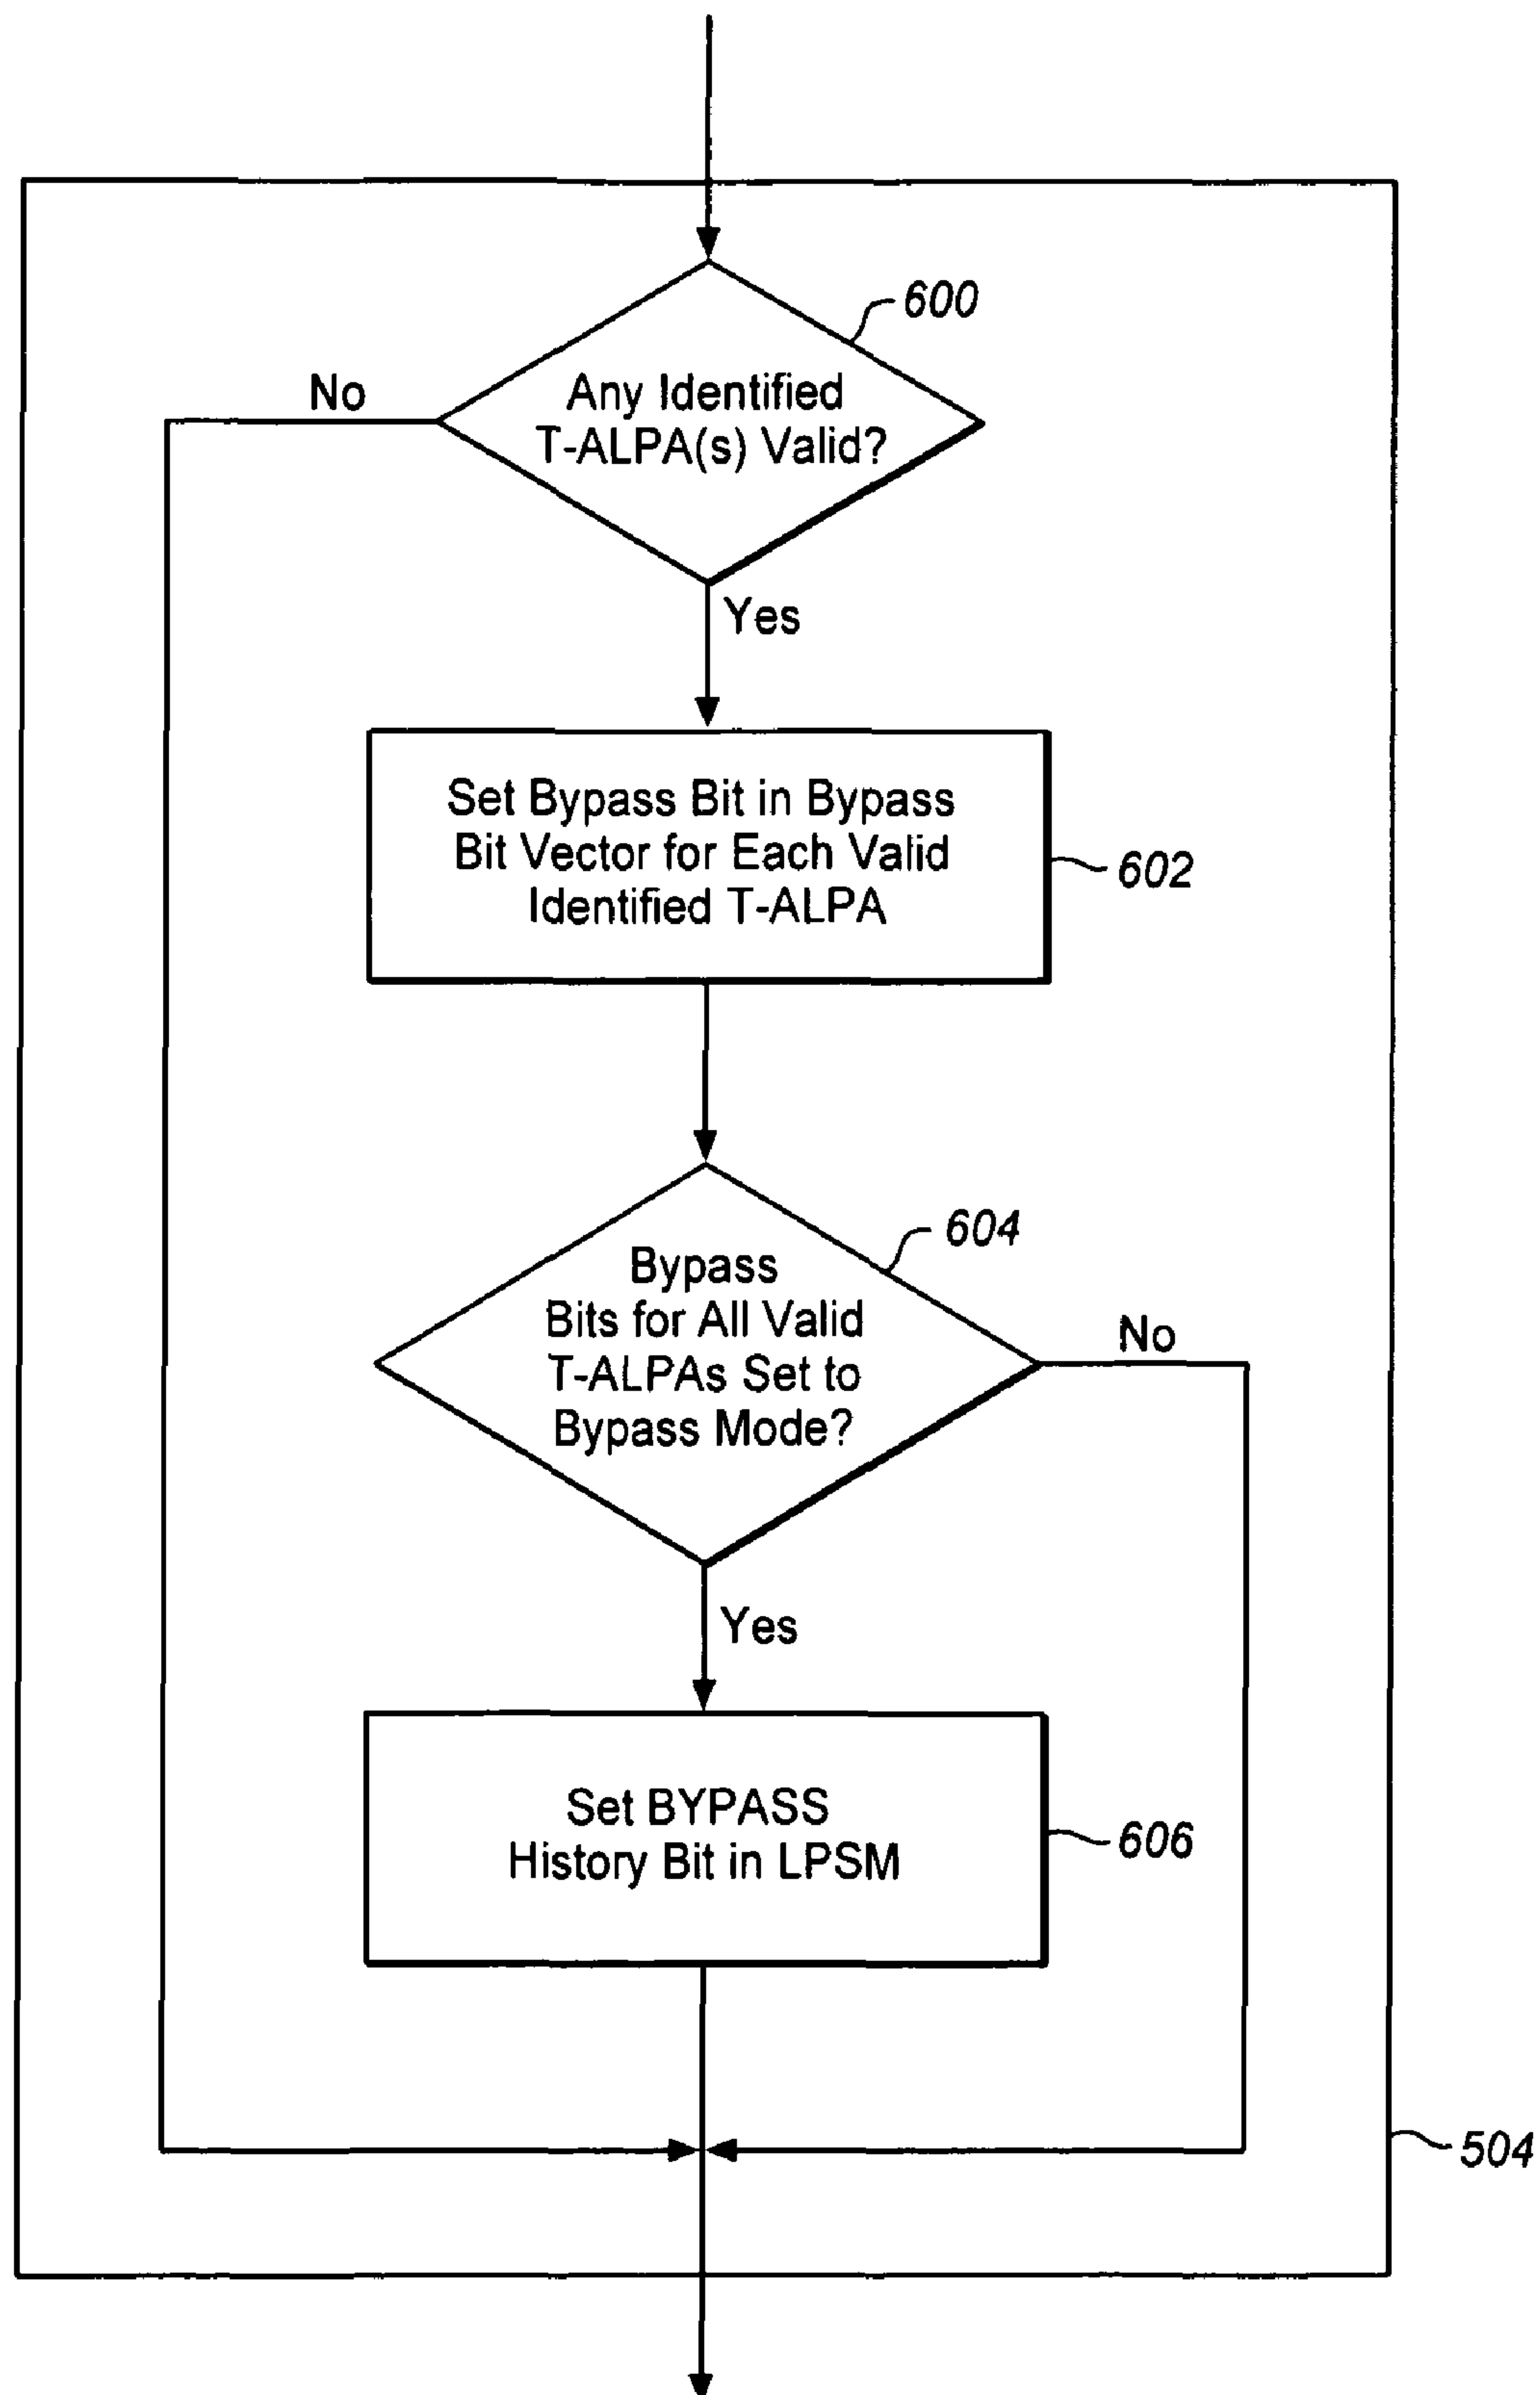 600
No
Any Identified
T-ALPA(s) Valid?
Yes
Set Bypass Bit in Bypass
Bit Vector for Each Valid
Identified T-ALPA
602
604
Bypass
Bits for All Valid
T-ALPAs Set to
Bypass Mode?
No
Yes
Set BYPASS
History Bit in LPSM
606
504